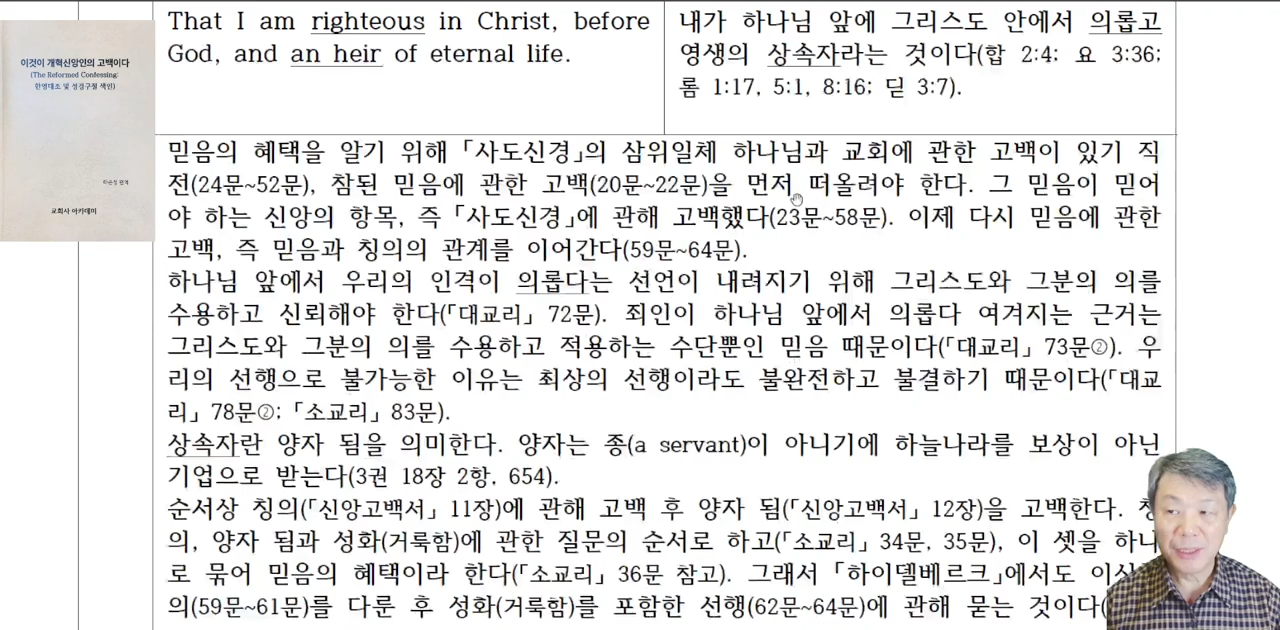 이것이 개혁신앙인의 고백이다
(The Reformed Confessing:
한영대조 및 성경구절 색인)
교회사 아카데미
That I am righteous in Christ, before
God, and an heir of eternal life.
내가 하나님 앞에 그리스도 안에서 의롭고
영생의 상속자라는 것이다(합 2:4; 요 3:36;
롬 1:17, 5:1, 8:16; 딛 3:7).
믿음의 혜택을 알기 위해 「사도신경」의 삼위일체 하나님과 교회에 관한 고백이 있기 직
전(24문~52문), 참된 믿음에 관한 고백(20문~22문)을 먼저 떠올려야 한다. 그 믿음이 믿어
야 하는 신앙의 항목, 즉 「사도신경」에 관해 고백했다(23문~58문). 이제 다시 믿음에 관한
고백, 즉 믿음과 칭의의 관계를 이어간다(59문~64문).
하나님 앞에서 우리의 인격이 의롭다는 선언이 내려지기 위해 그리스도와 그분의 의를
수용하고 신뢰해야 한다(「대교리」 72문). 죄인이 하나님 앞에서 의롭다 여겨지는 근거는
그리스도와 그분의 의를 수용하고 적용하는 수단뿐인 믿음 때문이다(「대교리」 73문②). 우
리의 선행으로 불가능한 이유는 최상의 선행이라도 불완전하고 불결하기 때문이다(「대교
리」 78문②; 「소교리」 83문).
상속자란 양자 됨을 의미한다. 양자는 종(a servant)이 아니기에 하늘나라를 보상이 아닌
기업으로 받는다(3권 18장 2항, 654).
순서상 칭의(「신앙고백서」 11장)에 관해 고백 후 양자 됨(「신앙고백서」 12장)을 고백한다.
의, 양자 됨과 성화(거룩함)에 관한 질문의 순서로 하고(「소교리」 34문, 35문), 이 셋을 하나
로 묶어 믿음의 혜택이라 한다(「소교리」 36문 참고). 그래서 「하이델베르크」에서도
의(59문~61문)를 다룬 후 성화(거룩함)를 포함한 선행(62문~64문)에 관해 묻는 것이다(